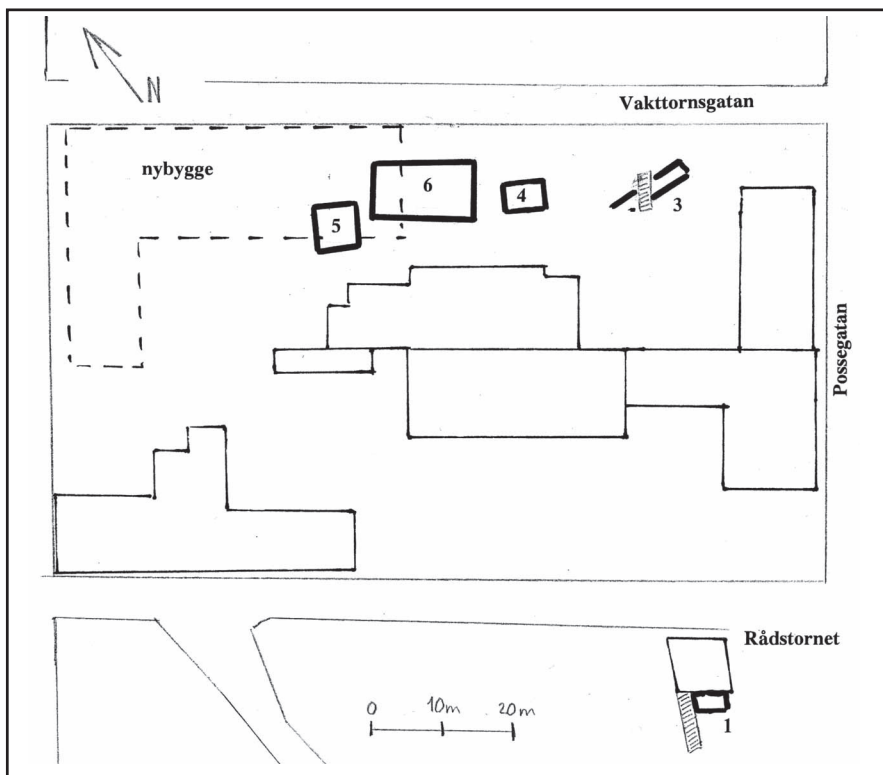 N
Vakttornsgatan
nybygge
6
4
5
3
Possegatan
Rådstornet
0 10m 20m
1